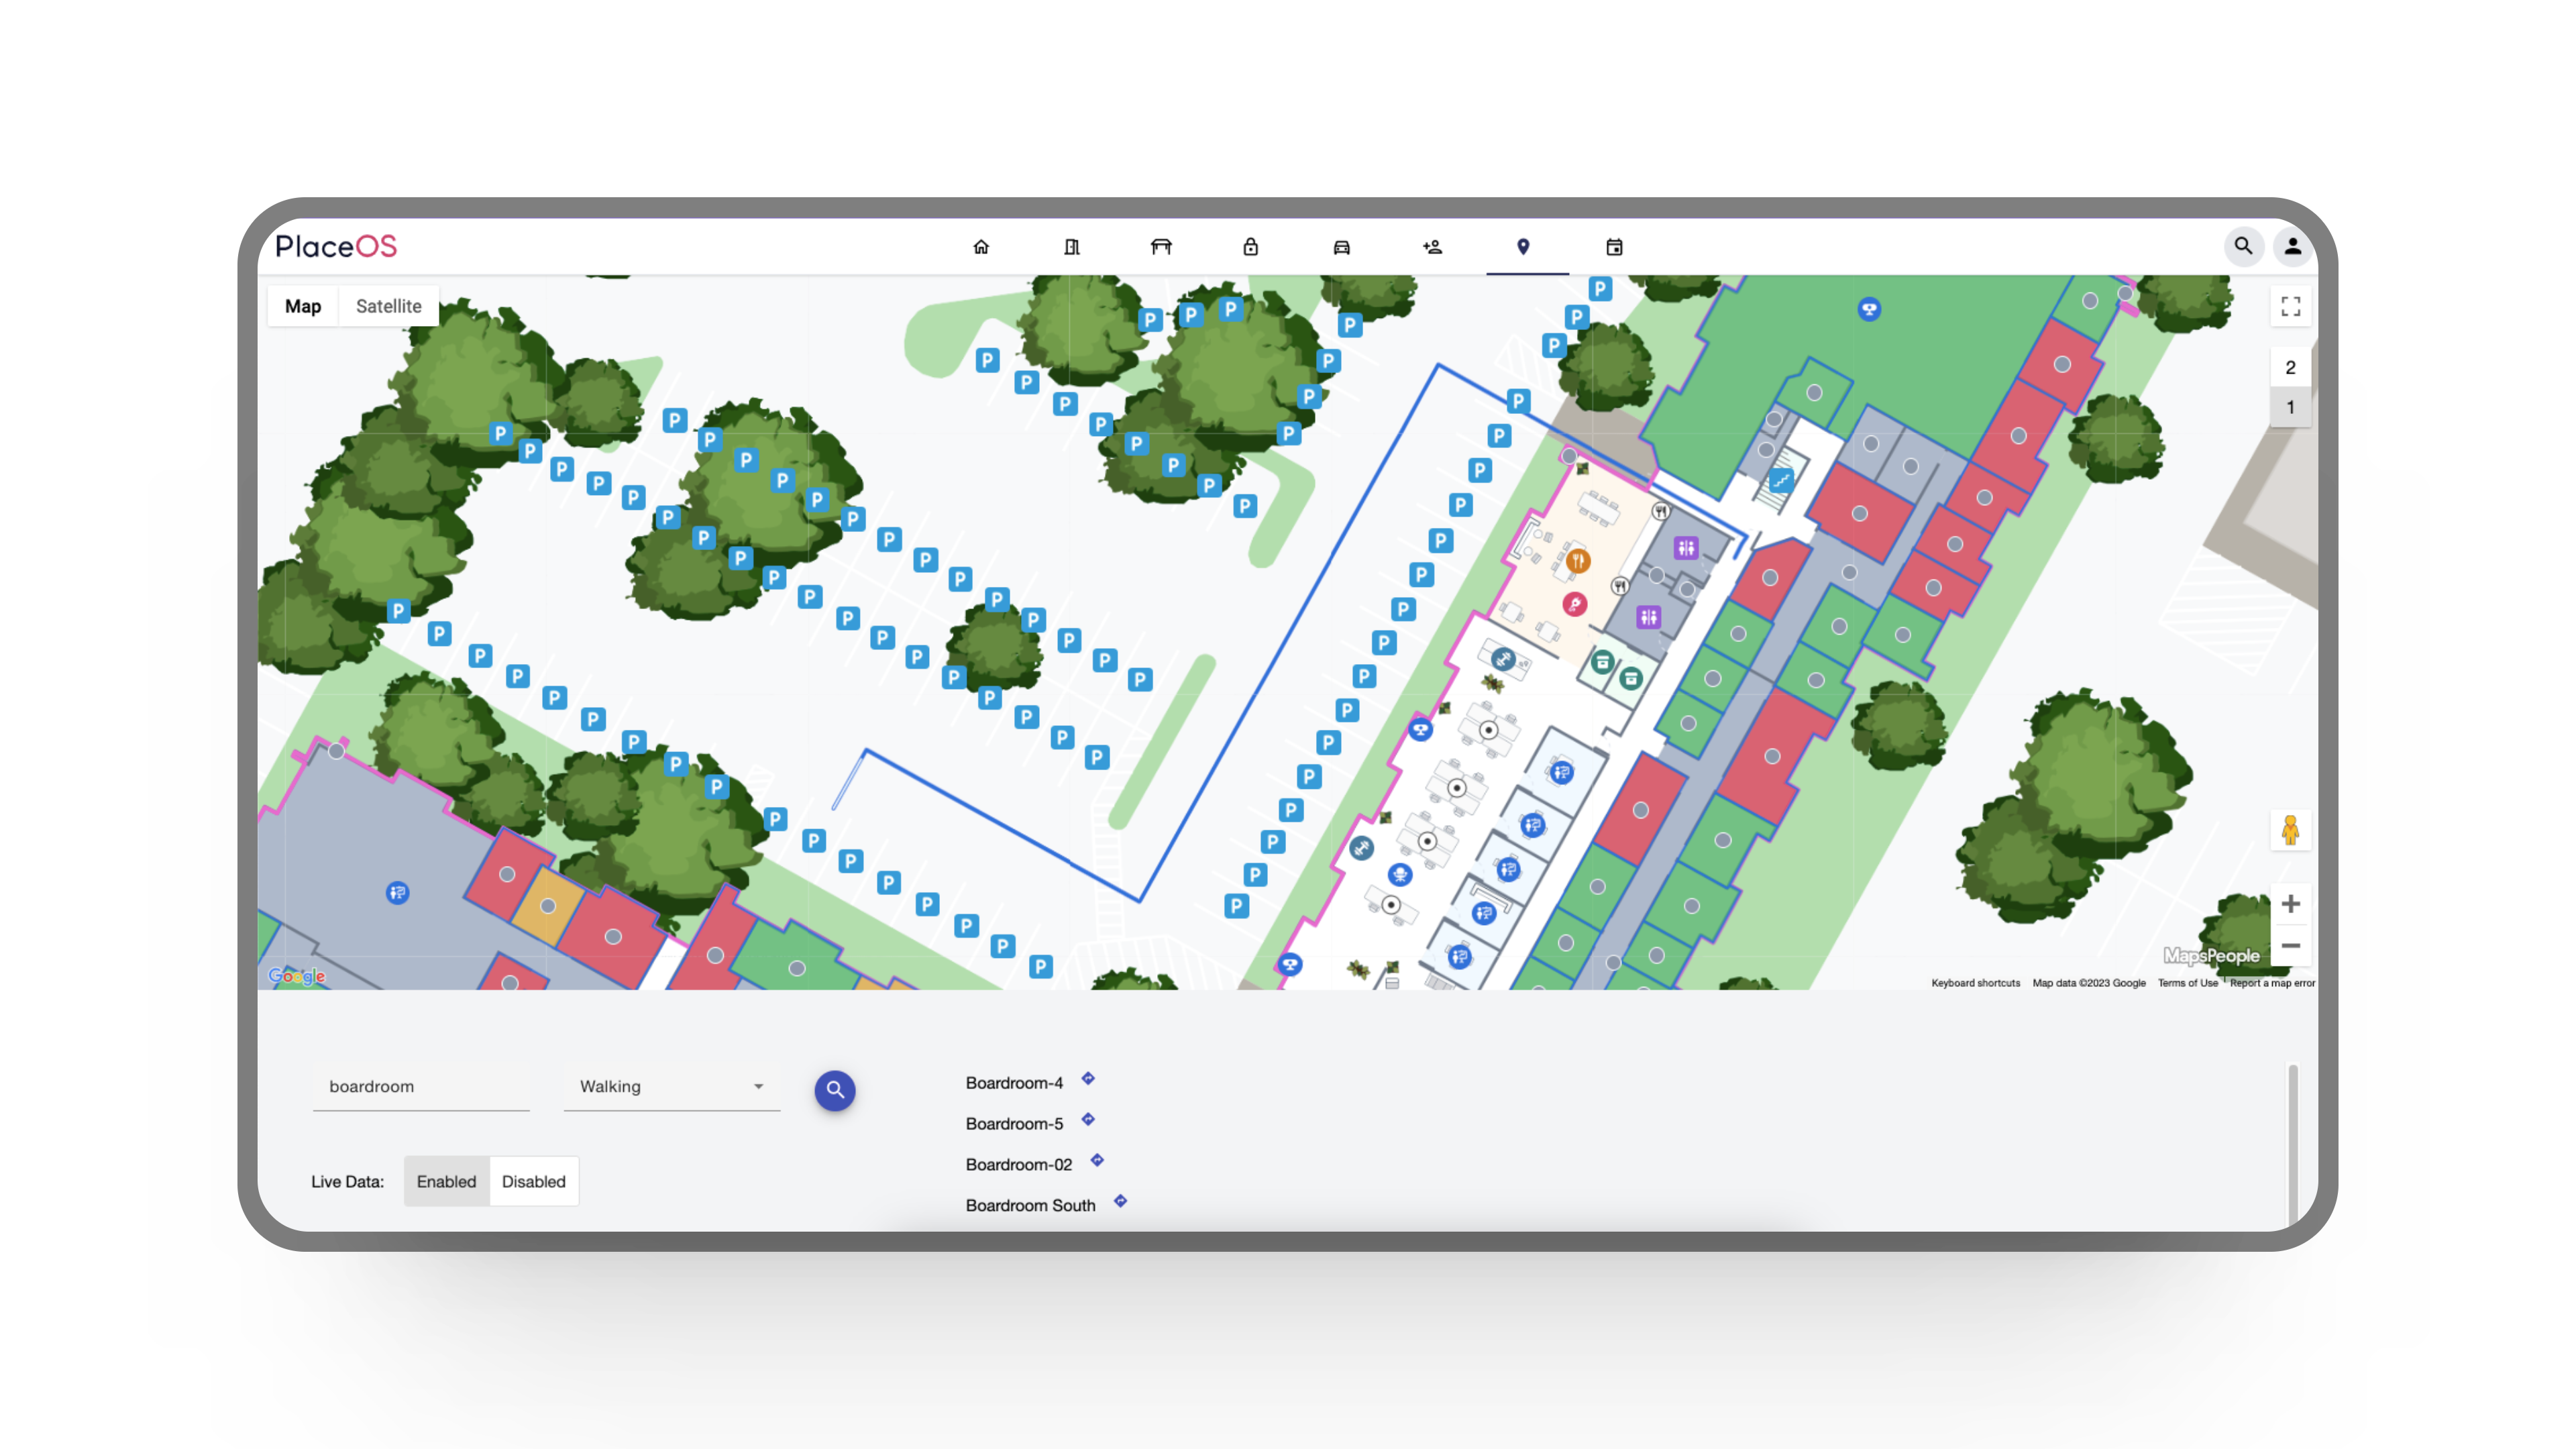 PlaceOS
Map Satellite
2
1
Google
MapsPeople
Keyboard shortcuts Map data ©2023 Google Terms of Use Report a map error
boardroom
Walking
Live Data: Enabled Disabled
Boardroom-4
Boardroom-5
Boardroom-02
Boardroom South